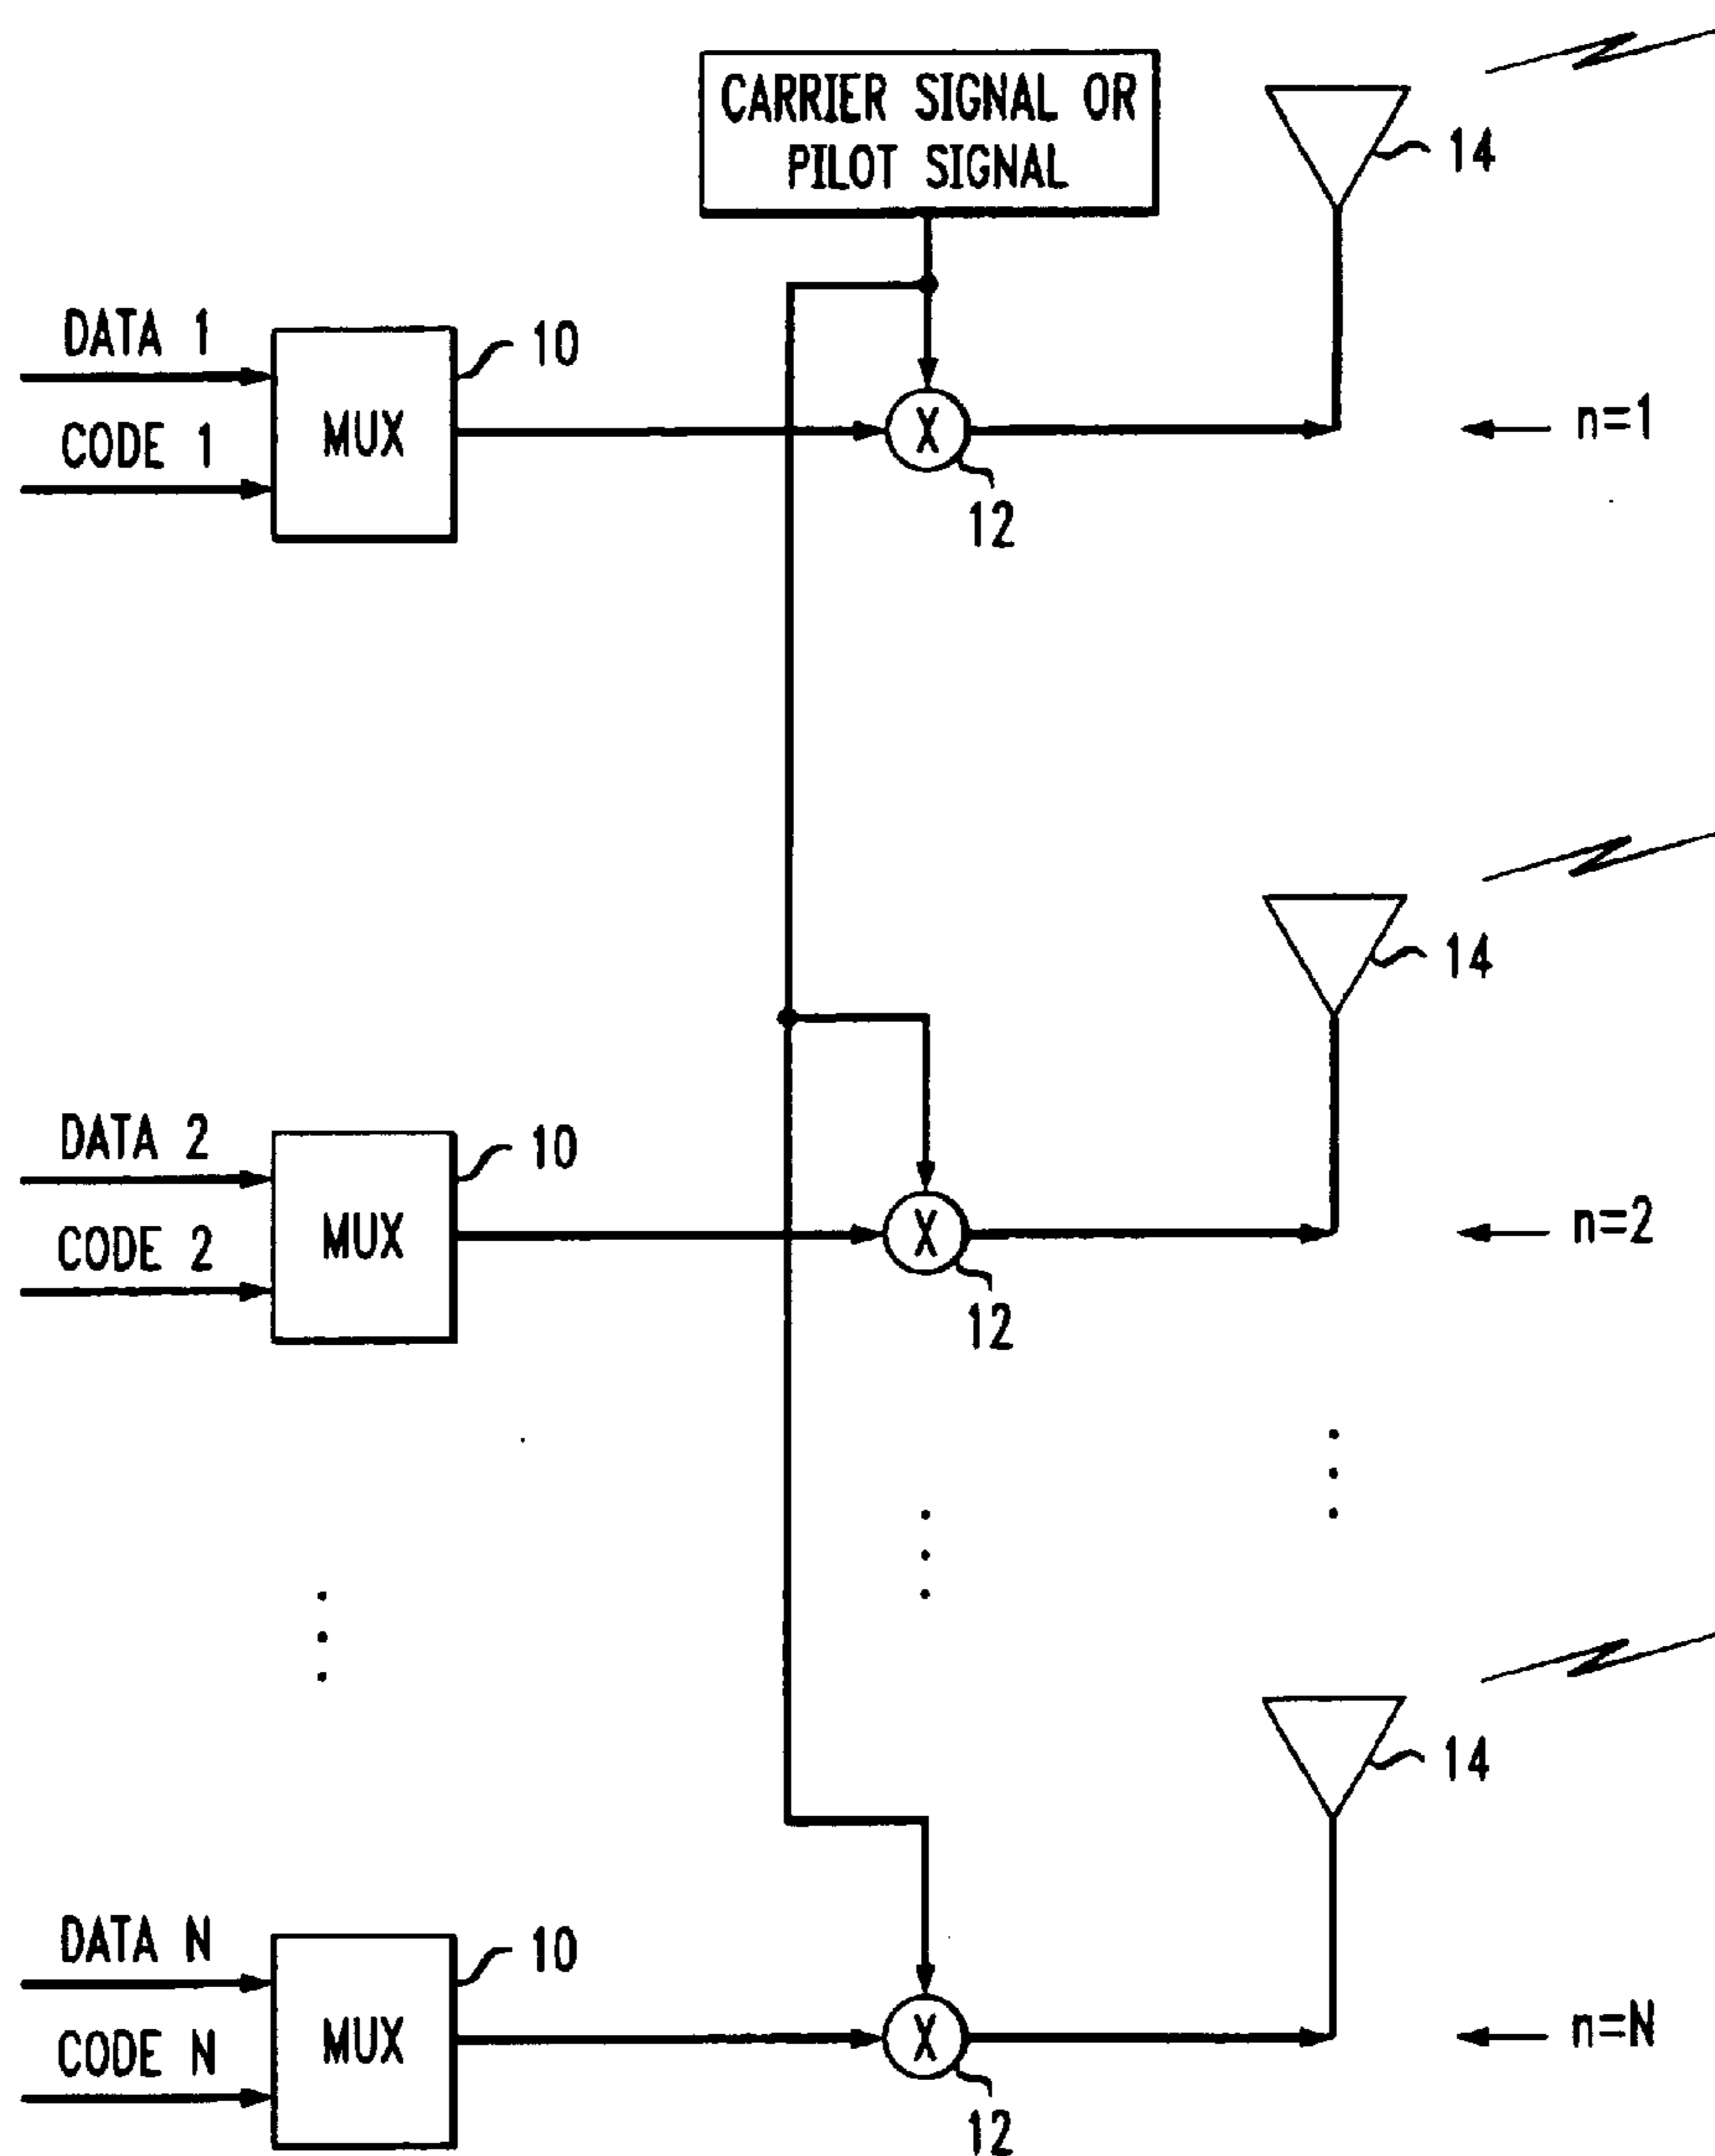 CARRIER SIGNAL OR
PILOT SIGNAL
14
DATA 1
10
CODE 1
MUX
X
n=1
12
14
DATA 2
10
CODE 2
MUX
X
n=2
12
14
DATA N
10
CODE N
MUX
X
n=N
12